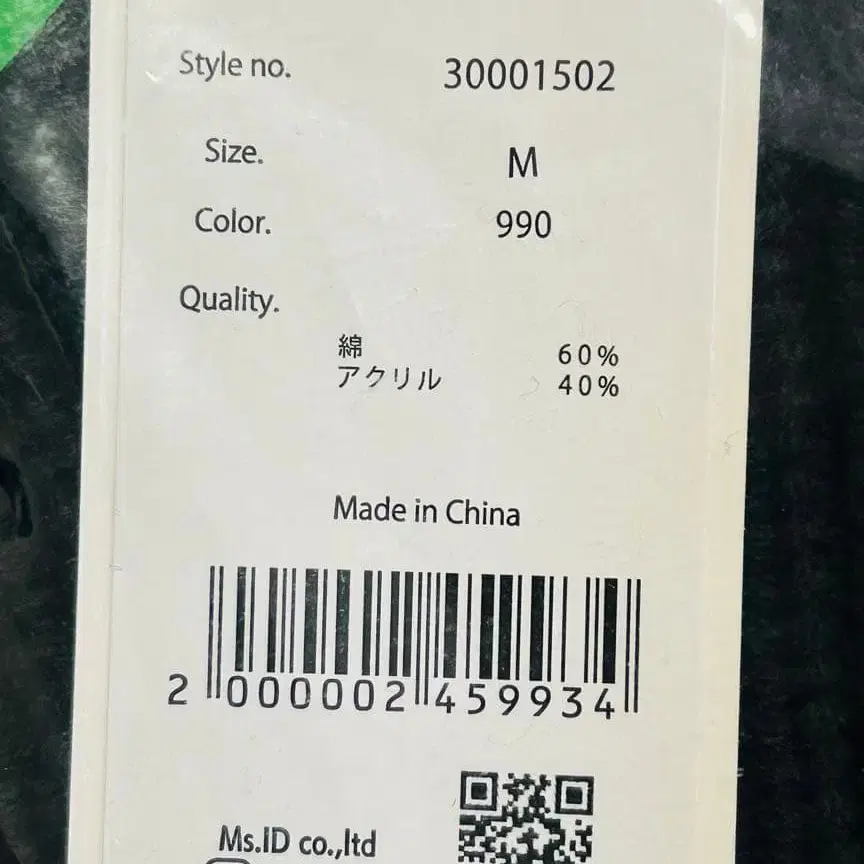 Style no. 30001502
Size. M
Color. 990
Quality.
綿 60%
アクリル 40%
Made in China
2 000002 459934
Ms.ID co.,ltd